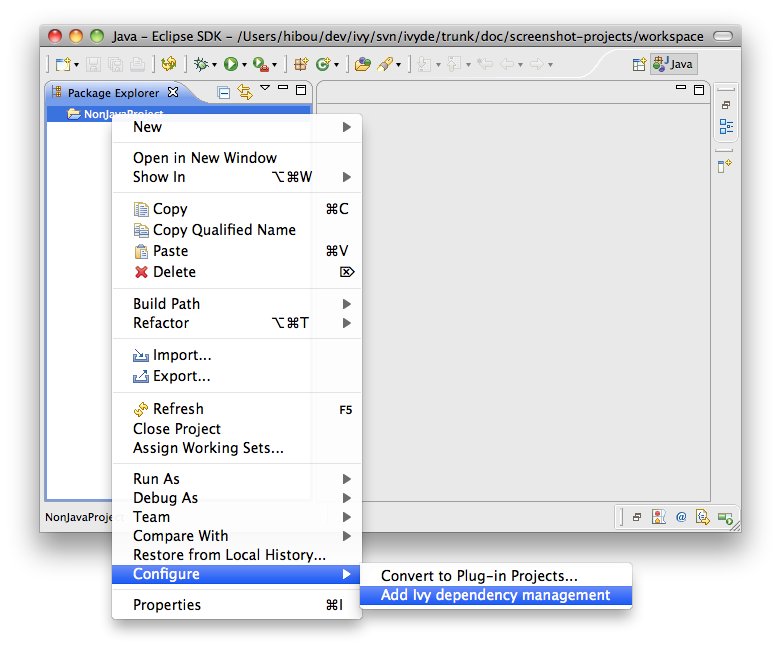 Java – Eclipse SDK – /Users/hibou/dev/ivy/svn/ivyde/trunk/doc/screenshot-projects/workspace
Java
Package Explorer
NonJavaProject
New
Open in New Window
Show In ⌥⌘W
Copy ⌘C
Copy Qualified Name
Paste ⌘V
Delete ⌦
Build Path
Refactor ⌥⌘T
Import...
Export...
Refresh F5
Close Project
Assign Working Sets...
Run As
Debug As
Team
NonJavaProject
Compare With
Restore from Local History...
Configure
Convert to Plug-in Projects...
Add Ivy dependency management
Properties ⌘I